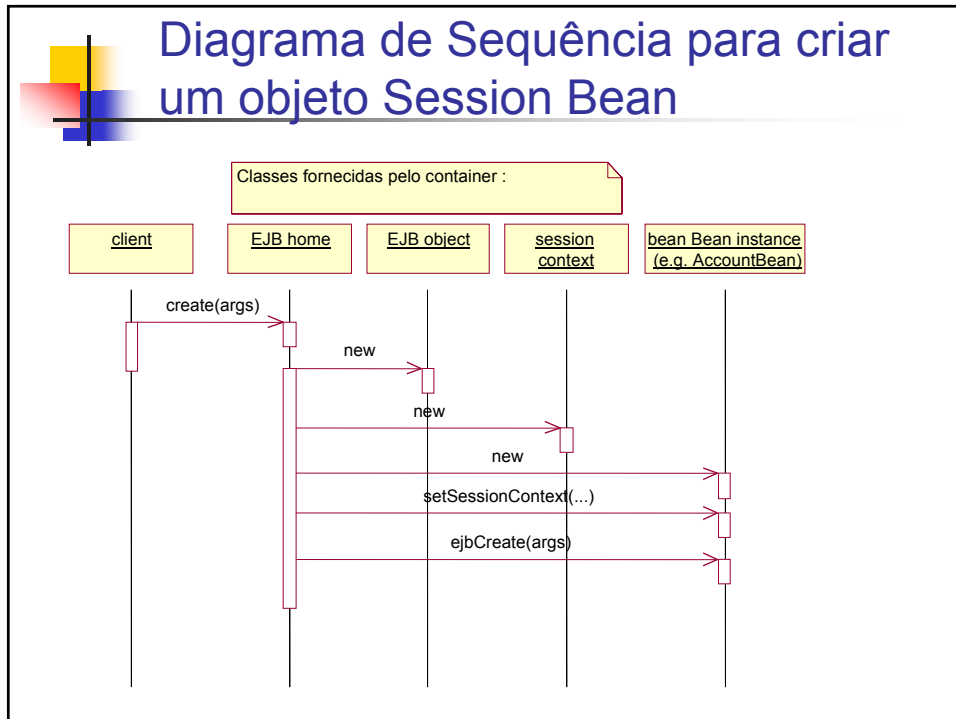 Diagrama de Sequência para criar
um objeto Session Bean
Classes fornecidas pelo container :
client
EJB home
EJB object
session
context
bean Bean instance
(e.g. AccountBean)
create(args)
new
new
new
setSessionContext(...)
ejbCreate(args)